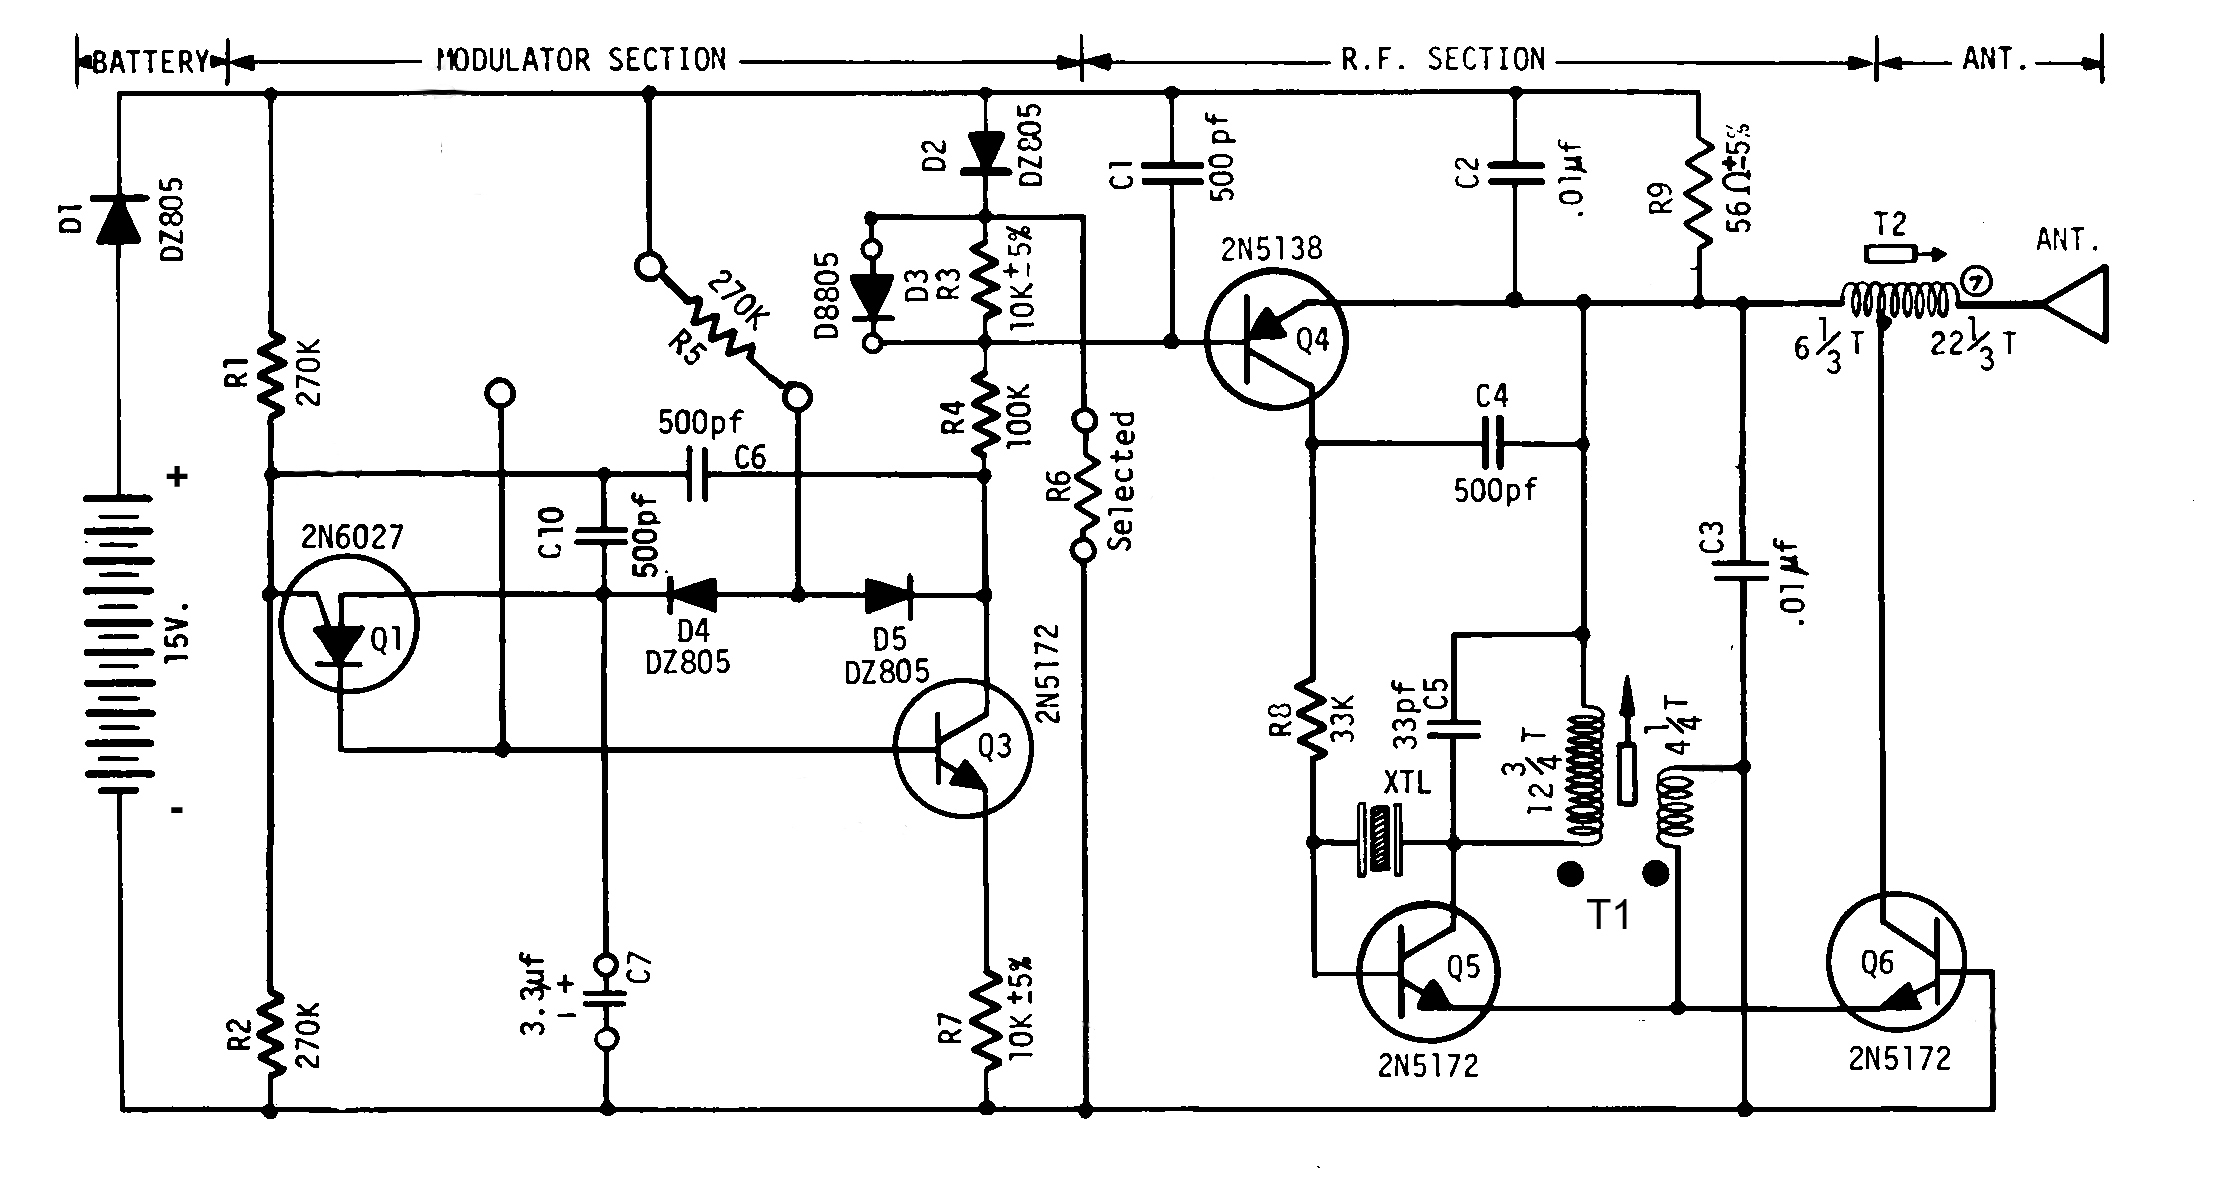 BATTERY
MODULATOR SECTION
R.F. SECTION
ANT.
D1
DZ805
15V.
+
-
R1
270K
R2
270K
2N6027
Q1
270K
R5
500pf
C6
C10
500pf
D4
DZ805
D5
DZ805
3.3µf
+
-
C7
D2
DZ805
D8805
D3
R3
10K ±5%
R4
100K
R6
Selected
2N5172
Q3
R7
10K ±5%
C1
500pf
2N5138
Q4
C2
.01µf
R9
56Ω ±5%
C4
500pf
R8
33K
33pf
C5
XTL
12 3/4 T
4 1/4 T
T1
C3
.01µf
Q5
2N5172
Q6
2N5172
T2
7
6 1/3 T
22 1/3 T
ANT.